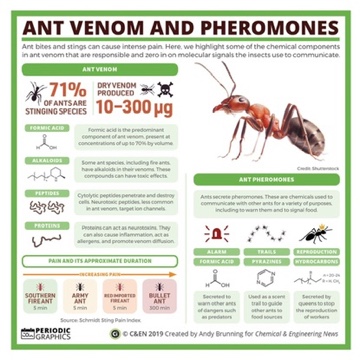 ANT VENOM AND PHEROMONES
Ant bites and stings can cause intense pain. Here, we highlight some of the chemical components
in ant venom that are responsible and zero in on molecular signals the insects use to communicate.
ANT VENOM
71%
OF ANTS ARE
STINGING SPECIES
DRY VENOM
PRODUCED
10–300 µg
FORMIC ACID
Formic acid is the predominant
component of ant venom, present at
concentrations of up to 70% by volume.
ALKALOIDS
Some ant species, including fire ants,
have alkaloids in their venoms. These
compounds can have toxic effects.
PEPTIDES
Cytolytic peptides penetrate and destroy
cells. Neurotoxic peptides, less common
in ant venom, target ion channels.
PROTEINS
Proteins can act as neurotoxins. They
can also cause inflammation, act as
allergens, and promote venom diffusion.
PAIN AND ITS APPROXIMATE DURATION
INCREASING PAIN
SOUTHERN
FIRE ANT
5 min
ARMY
ANT
5 min
RED IMPORTED
FIRE ANT
5 min
BULLET
ANT
300 min
Source: Schmidt Sting Pain Index.
Credit: Shutterstock
ANT PHEROMONES
Ants secrete pheromones. These are chemicals used to
communicate with other ants for a variety of purposes,
including to warn them and to signal food.
ALARM
FORMIC ACID
Secreted to
warn other ants
of dangers such
as predators
TRAILS
PYRAZINES
Used as a scent
trail to guide
other ants to
food sources
REPRODUCTION
HYDROCARBONS
Secreted by
queens to stop
the reproduction
of workers
PERIODIC
GRAPHICS
© C&EN 2019 Created by Andy Brunning for Chemical & Engineering News